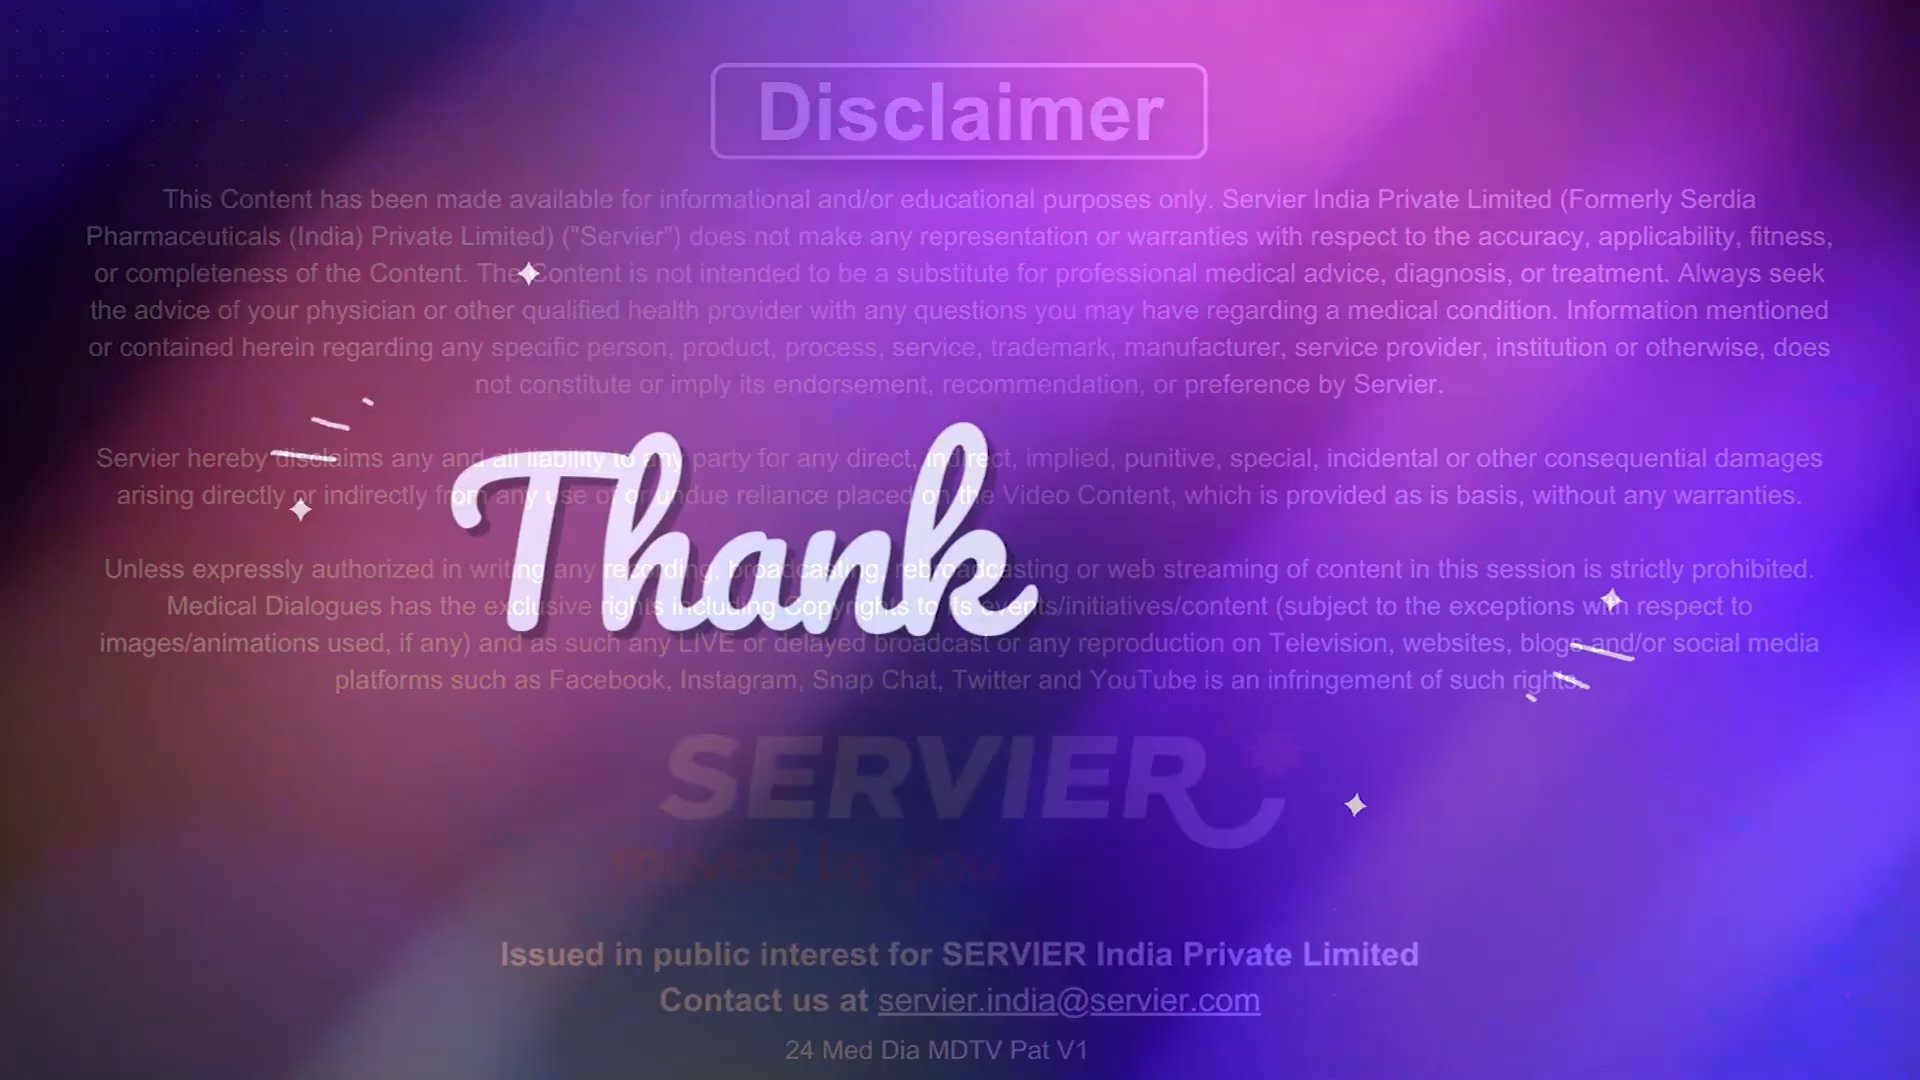 Disclaimer
This Content has been made available for informational and/or educational purposes only. Servier India Private Limited (Formerly Serdia
Pharmaceuticals (India) Private Limited) ("Servier") does not make any representation or warranties with respect to the accuracy, applicability, fitness,
or completeness of the Content. The Content is not intended to be a substitute for professional medical advice, diagnosis, or treatment. Always seek
the advice of your physician or other qualified health provider with any questions you may have regarding a medical condition. Information mentioned
or contained herein regarding any specific person, product, process, service, trademark, manufacturer, service provider, institution or otherwise, does
not constitute or imply its endorsement, recommendation, or preference by Servier.
Servier hereby disclaims any and all liability to any party for any direct, indirect, implied, punitive, special, incidental or other consequential damages
arising directly or indirectly from any use of or undue reliance placed on the Video Content, which is provided as is basis, without any warranties.
Thank
Unless expressly authorized in writing any recording, broadcasting, rebroadcasting or web streaming of content in this session is strictly prohibited.
Medical Dialogues has the exclusive rights including Copyrights to its events/initiatives/content (subject to the exceptions with respect to
images/animations used, if any) and as such any LIVE or delayed broadcast or any reproduction on Television, websites, blogs and/or social media
platforms such as Facebook, Instagram, Snap Chat, Twitter and YouTube is an infringement of such rights.
SERVIER
moved by you
Issued in public interest for SERVIER India Private Limited
Contact us at servier.india@servier.com
24 Med Dia MDTV Pat V1